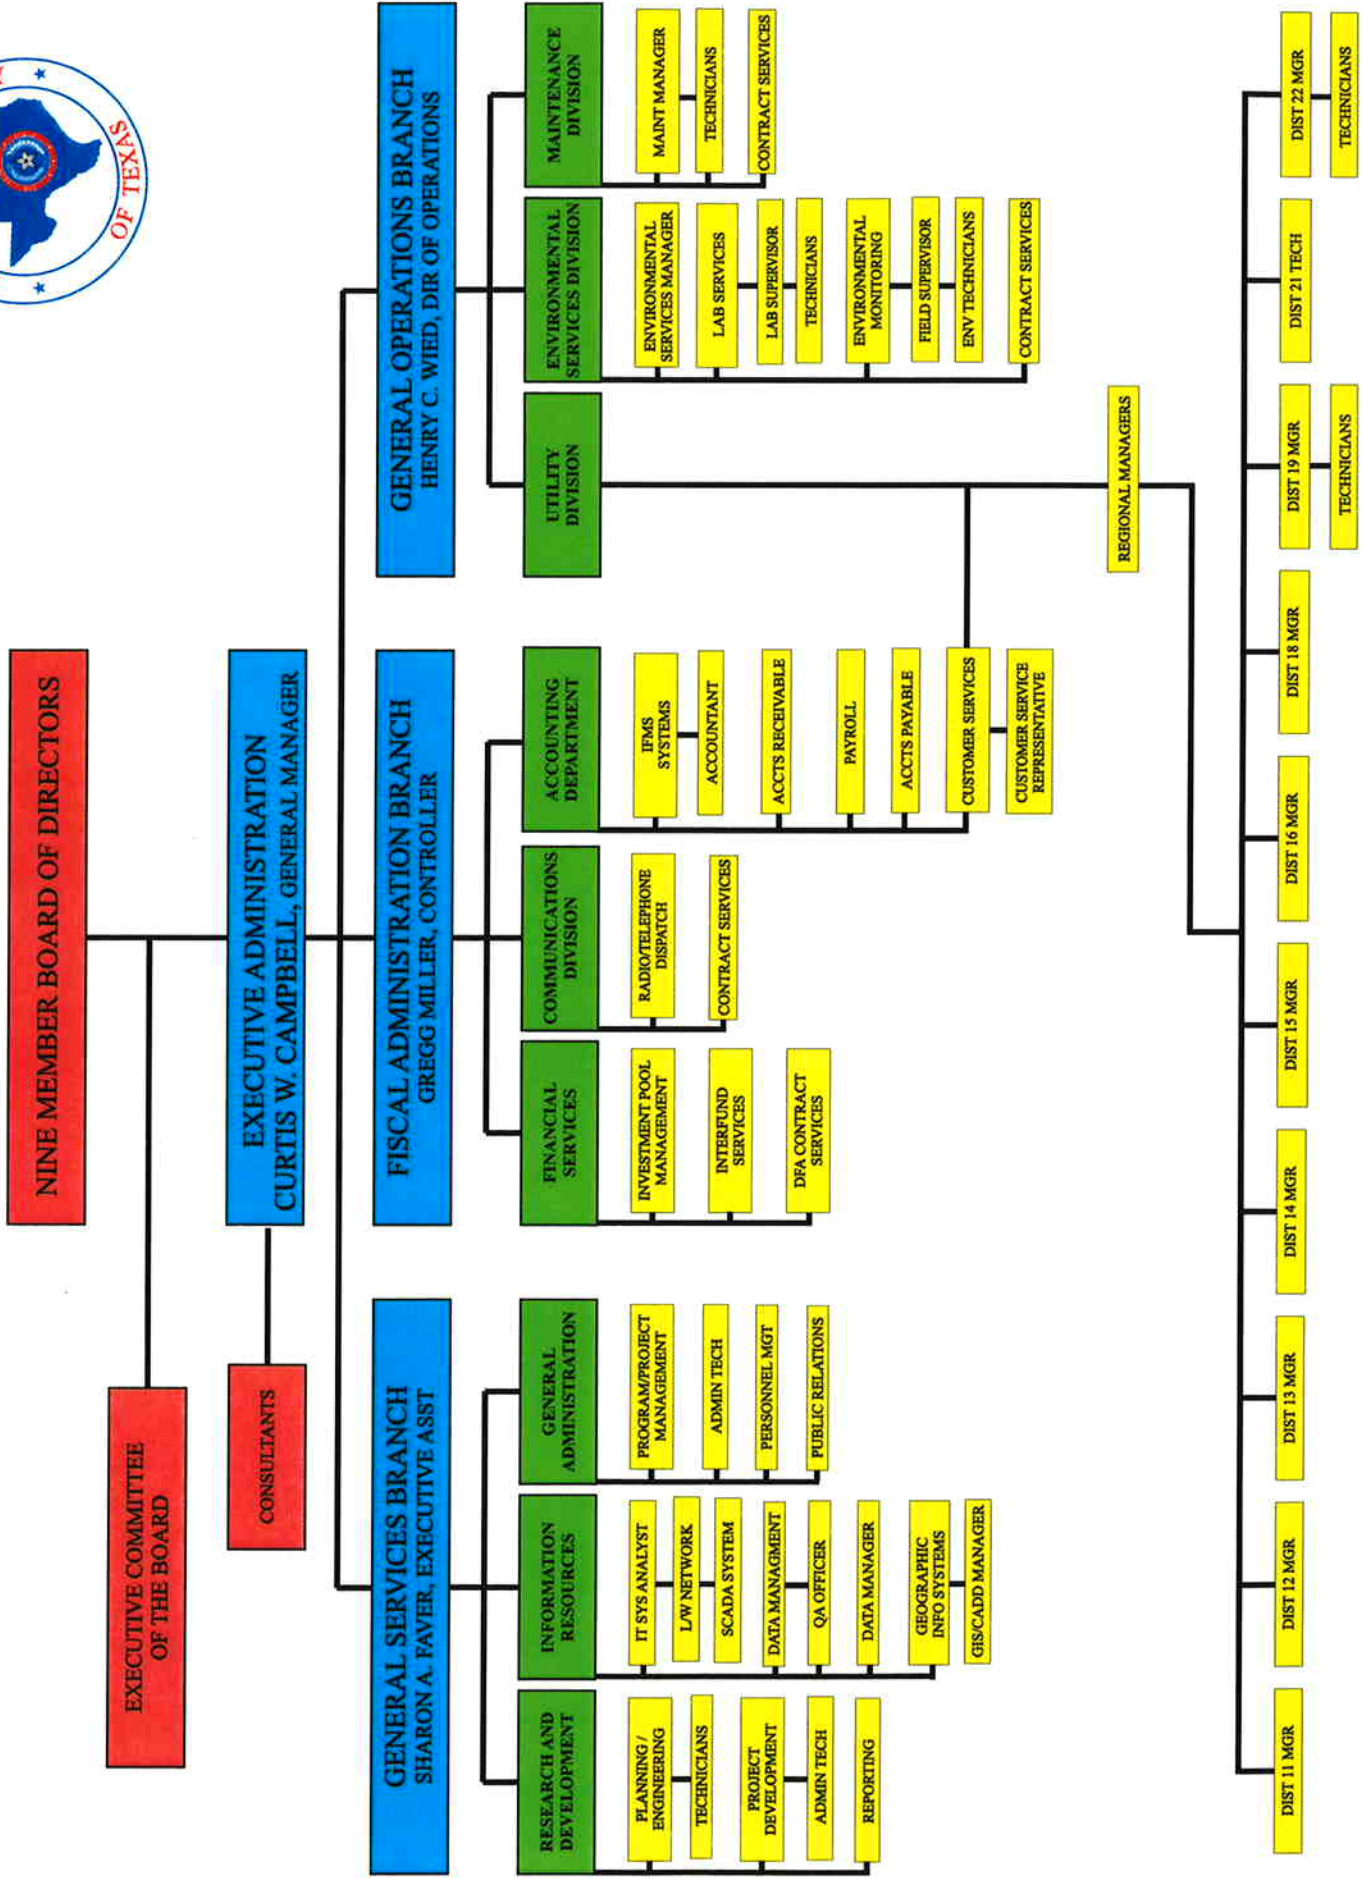 OF TEXAS
NINE MEMBER BOARD OF DIRECTORS
EXECUTIVE COMMITTEE
OF THE BOARD
EXECUTIVE ADMINISTRATION
CURTIS W. CAMPBELL, GENERAL MANAGER
CONSULTANTS
GENERAL SERVICES BRANCH
SHARON A. FAVER, EXECUTIVE ASST
FISCAL ADMINISTRATION BRANCH
GREGG MILLER, CONTROLLER
GENERAL OPERATIONS BRANCH
HENRY C. WIED, DIR OF OPERATIONS
RESEARCH AND
DEVELOPMENT
PLANNING /
ENGINEERING
TECHNICIANS
PROJECT
DEVELOPMENT
ADMIN TECH
REPORTING
INFORMATION
RESOURCES
IT SYS ANALYST
L/W NETWORK
SCADA SYSTEM
DATA MANAGMENT
QA OFFICER
DATA MANAGER
GEOGRAPHIC
INFO SYSTEMS
GIS/CADD MANAGER
GENERAL
ADMINISTRATION
PROGRAM/PROJECT
MANAGEMENT
ADMIN TECH
PERSONNEL MGT
PUBLIC RELATIONS
FINANCIAL
SERVICES
INVESTMENT POOL
MANAGEMENT
INTERFUND
SERVICES
DFA CONTRACT
SERVICES
COMMUNICATIONS
DIVISION
RADIO/TELEPHONE
DISPATCH
CONTRACT SERVICES
ACCOUNTING
DEPARTMENT
IFMS
SYSTEMS
ACCOUNTANT
ACCTS RECEIVABLE
PAYROLL
ACCTS PAYABLE
CUSTOMER SERVICES
CUSTOMER SERVICE
REPRESENTATIVE
UTILITY
DIVISION
REGIONAL MANAGERS
ENVIRONMENTAL
SERVICES DIVISION
ENVIRONMENTAL
SERVICES MANAGER
LAB SERVICES
LAB SUPERVISOR
TECHNICIANS
ENVIRONMENTAL
MONITORING
FIELD SUPERVISOR
ENV TECHNICIANS
CONTRACT SERVICES
MAINTENANCE
DIVISION
MAINT MANAGER
TECHNICIANS
CONTRACT SERVICES
DIST 11 MGR
DIST 12 MGR
DIST 13 MGR
DIST 14 MGR
DIST 15 MGR
DIST 16 MGR
DIST 18 MGR
DIST 19 MGR
TECHNICIANS
DIST 21 TECH
DIST 22 MGR
TECHNICIANS